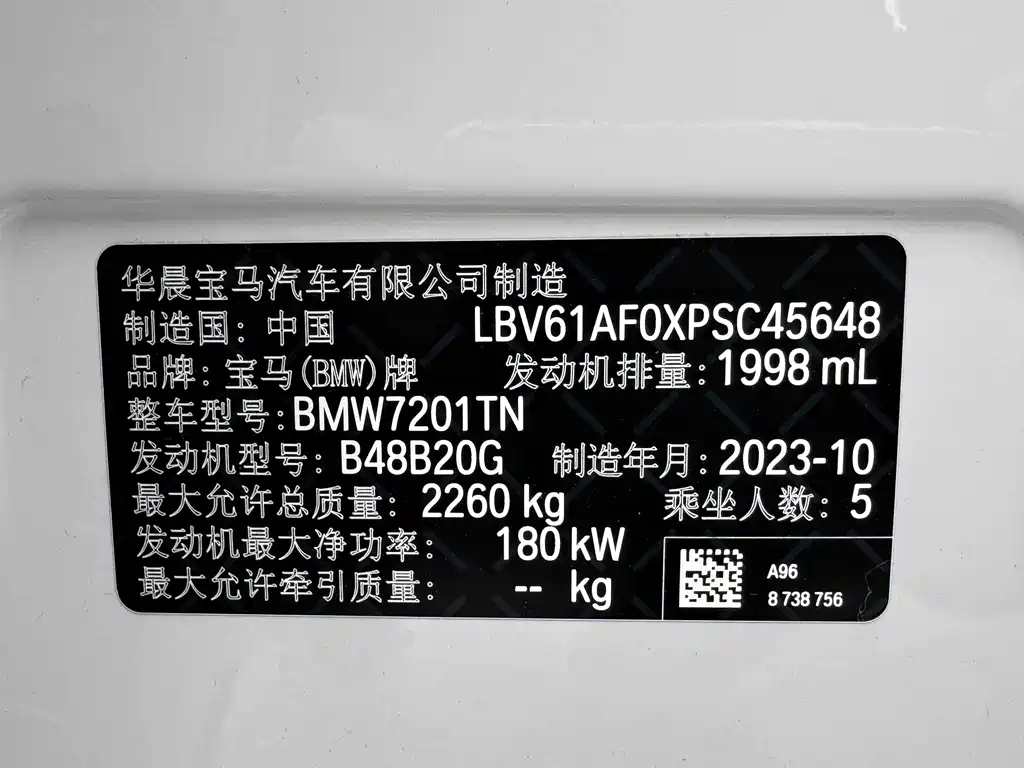 华晨宝马汽车有限公司制造
制造国：中国 LBV61AF0XPSC45648
品牌：宝马(BMW)牌 发动机排量：1998 mL
整车型号：BMW7201TN
发动机型号：B48B20G 制造年月：2023-10
最大允许总质量：2260 kg 乘坐人数：5
发动机最大净功率：180 kW
最大允许牵引质量：-- kg
A96
8 738 756